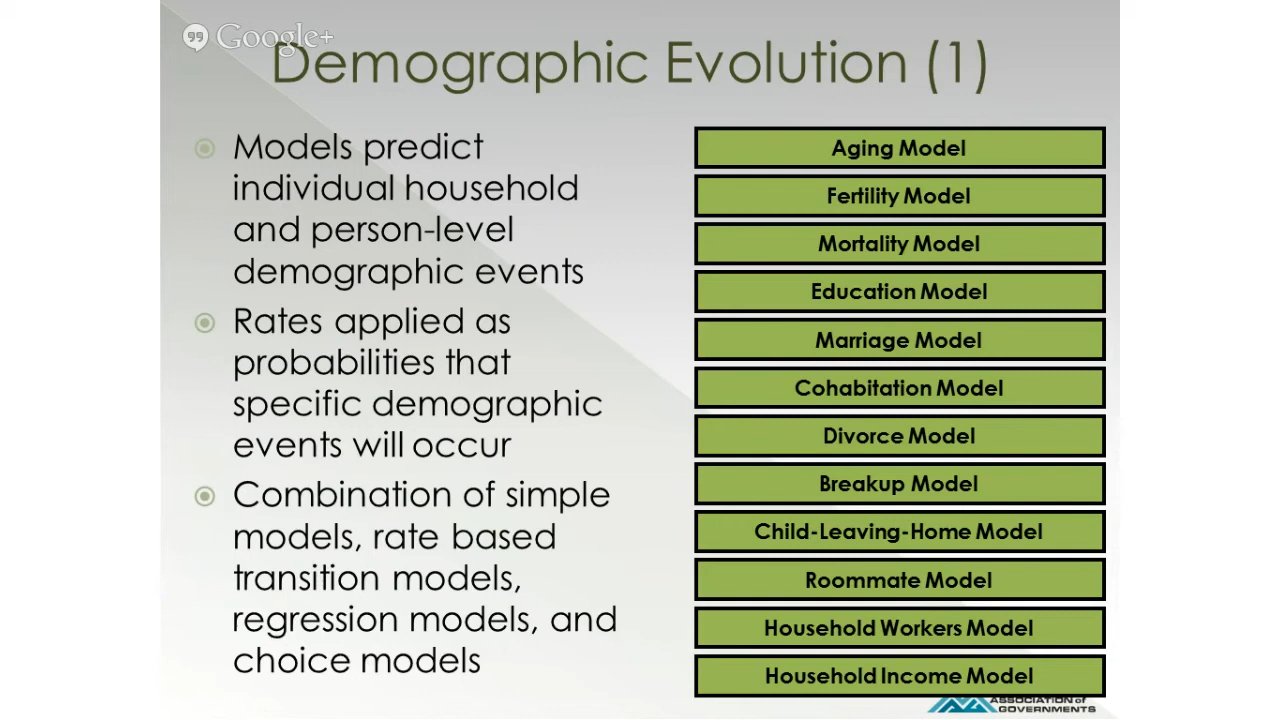 Google+
Demographic Evolution (1)
Models predict
individual household
and person-level
demographic events
Rates applied as
probabilities that
specific demographic
events will occur
Combination of simple
models, rate based
transition models,
regression models, and
choice models
Aging Model
Fertility Model
Mortality Model
Education Model
Marriage Model
Cohabitation Model
Divorce Model
Breakup Model
Child-Leaving-Home Model
Roommate Model
Household Workers Model
Household Income Model
ASSOCIATION of
GOVERNMENTS